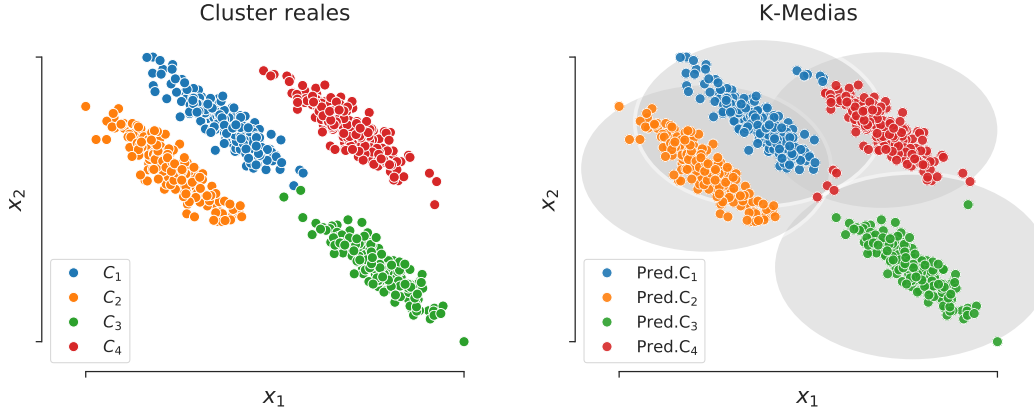 Cluster reales
x2
C1
C2
C3
C4
x1
K-Medias
x2
Pred.C1
Pred.C2
Pred.C3
Pred.C4
x1